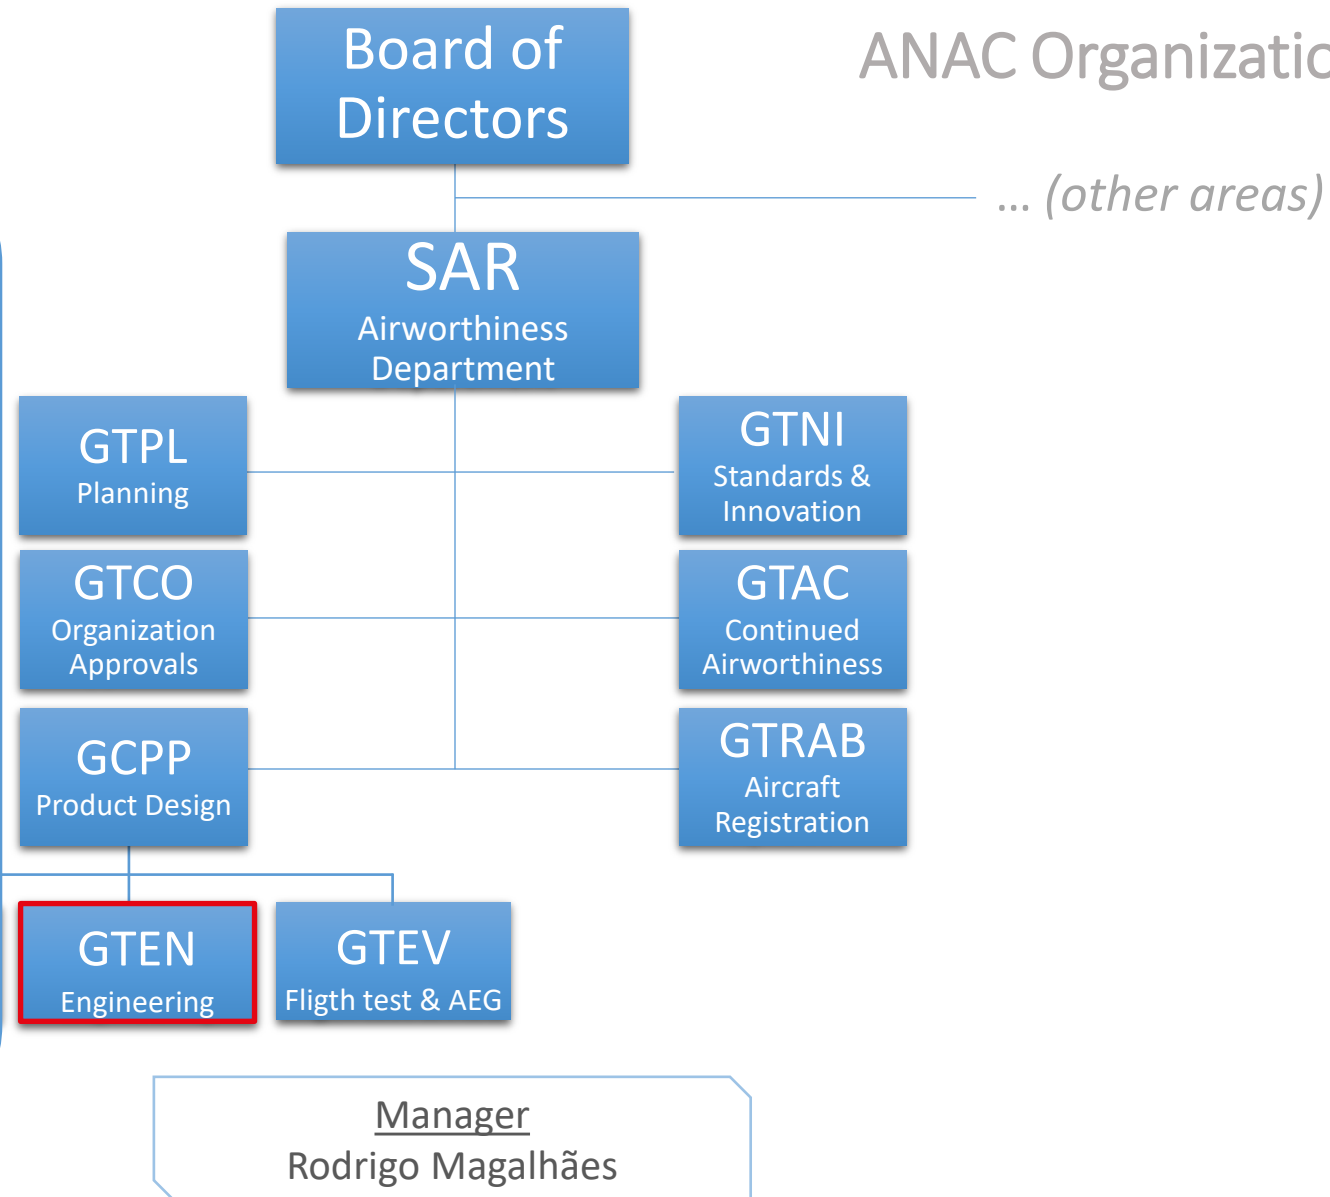 Board of
Directors
ANAC Organizatio
... (other areas)
SAR
Airworthiness
Department
GTPL
Planning
GTNI
Standards &
Innovation
GTCO
Organization
Approvals
GTAC
Continued
Airworthiness
GCPP
Product Design
GTRAB
Aircraft
Registration
GTEN
Engineering
GTEV
Fligth test & AEG
Manager
Rodrigo Magalhães